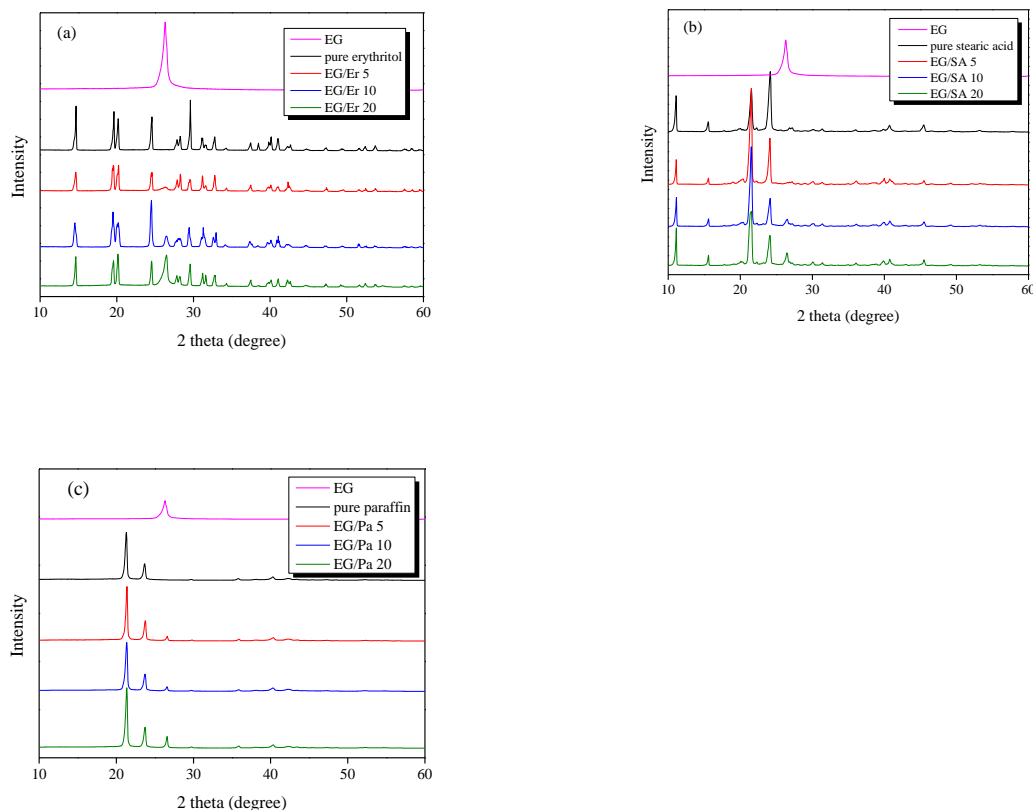 (a)
EG
pure erythritol
EG/Er 5
EG/Er 10
EG/Er 20
Intensity
10 20 30 40 50 60
2 theta (degree)
(b)
EG
pure stearic acid
EG/SA 5
EG/SA 10
EG/SA 20
Intensity
10 20 30 40 50 60
2 theta (degree)
(c)
EG
pure paraffin
EG/Pa 5
EG/Pa 10
EG/Pa 20
Intensity
10 20 30 40 50 60
2 theta (degree)